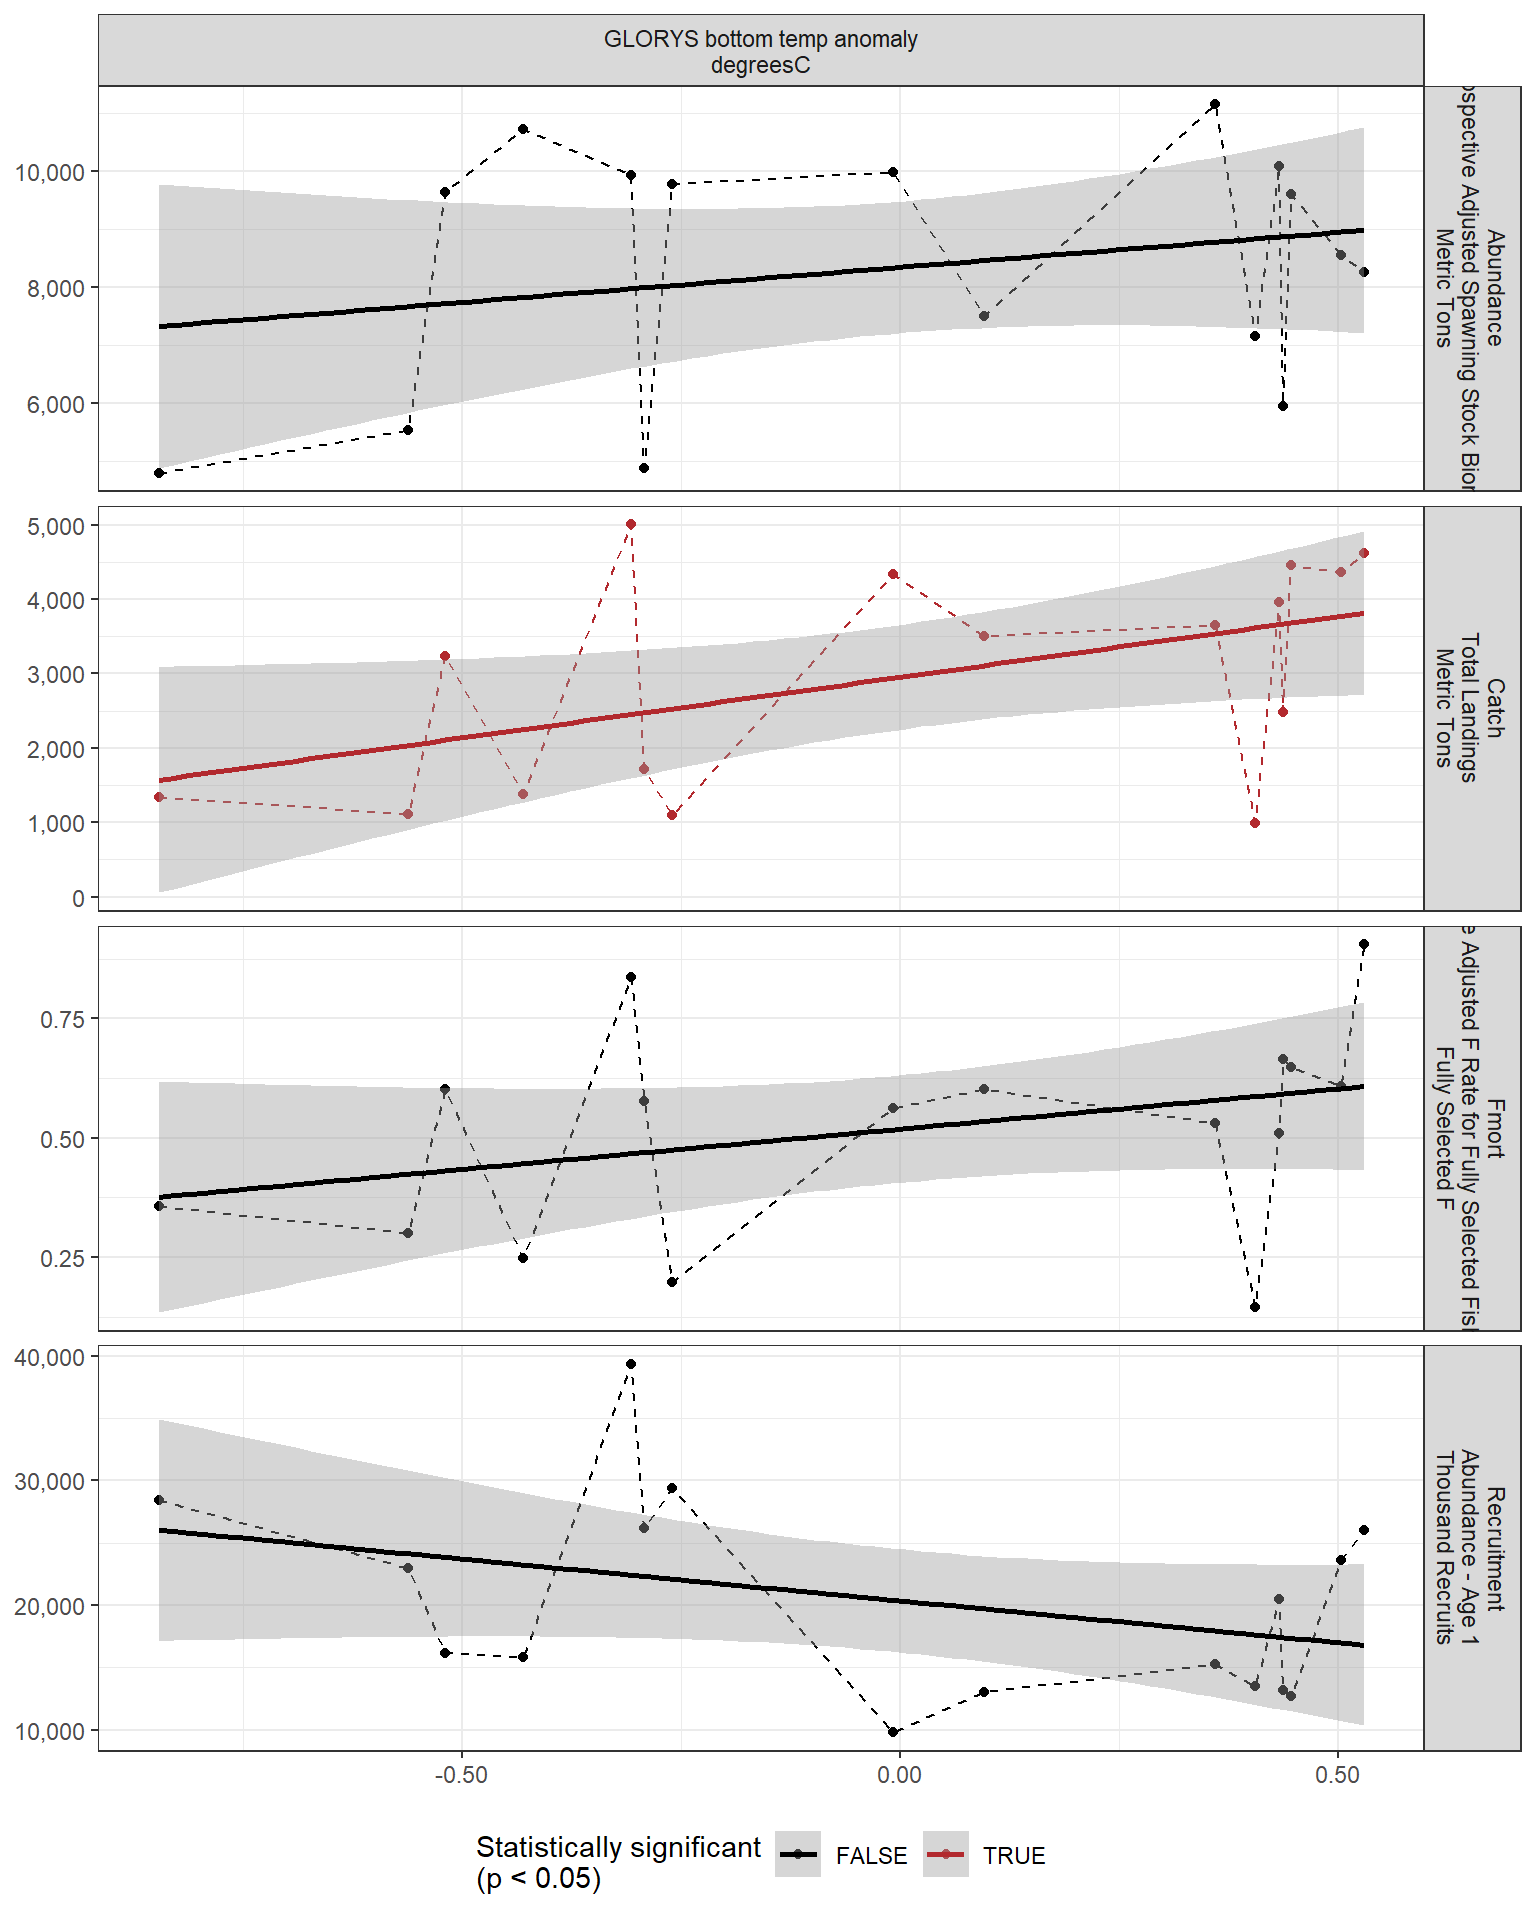 GLORYS bottom temp anomaly
degreesC
10,000
8,000
6,000
Abundance
Adjusted Spawning Stock
Metric Tons
5,000
4,000
3,000
2,000
1,000
0
Catch
Total Landings
Metric Tons
0.75
0.50
0.25
Fmort
Adjusted F Rate for Fully Selected
Fully Selected F
40,000
30,000
20,000
10,000
Recruitment
Abundance - Age 1
Thousand Recruits
-0.50
0.00
0.50
Statistically significant
(p < 0.05)
FALSE
TRUE